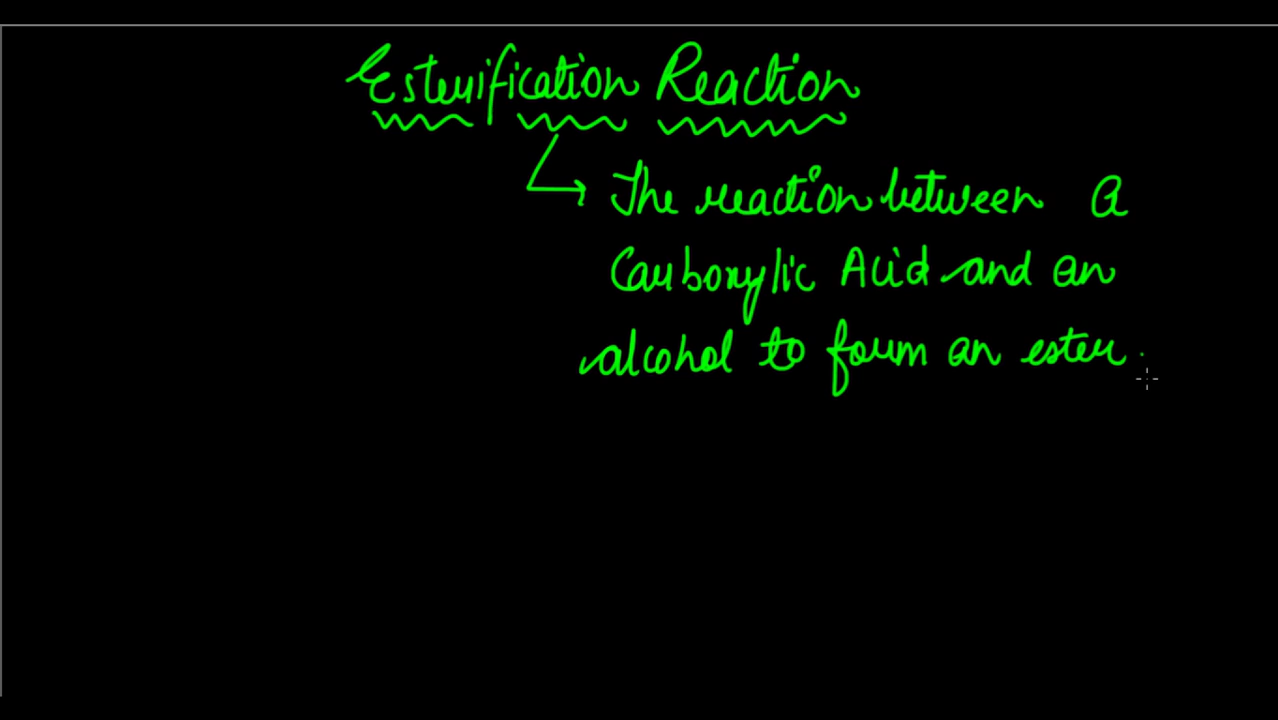 Esterification Reaction
The reaction between a
Carboxylic Acid and an
alcohol to form an ester.